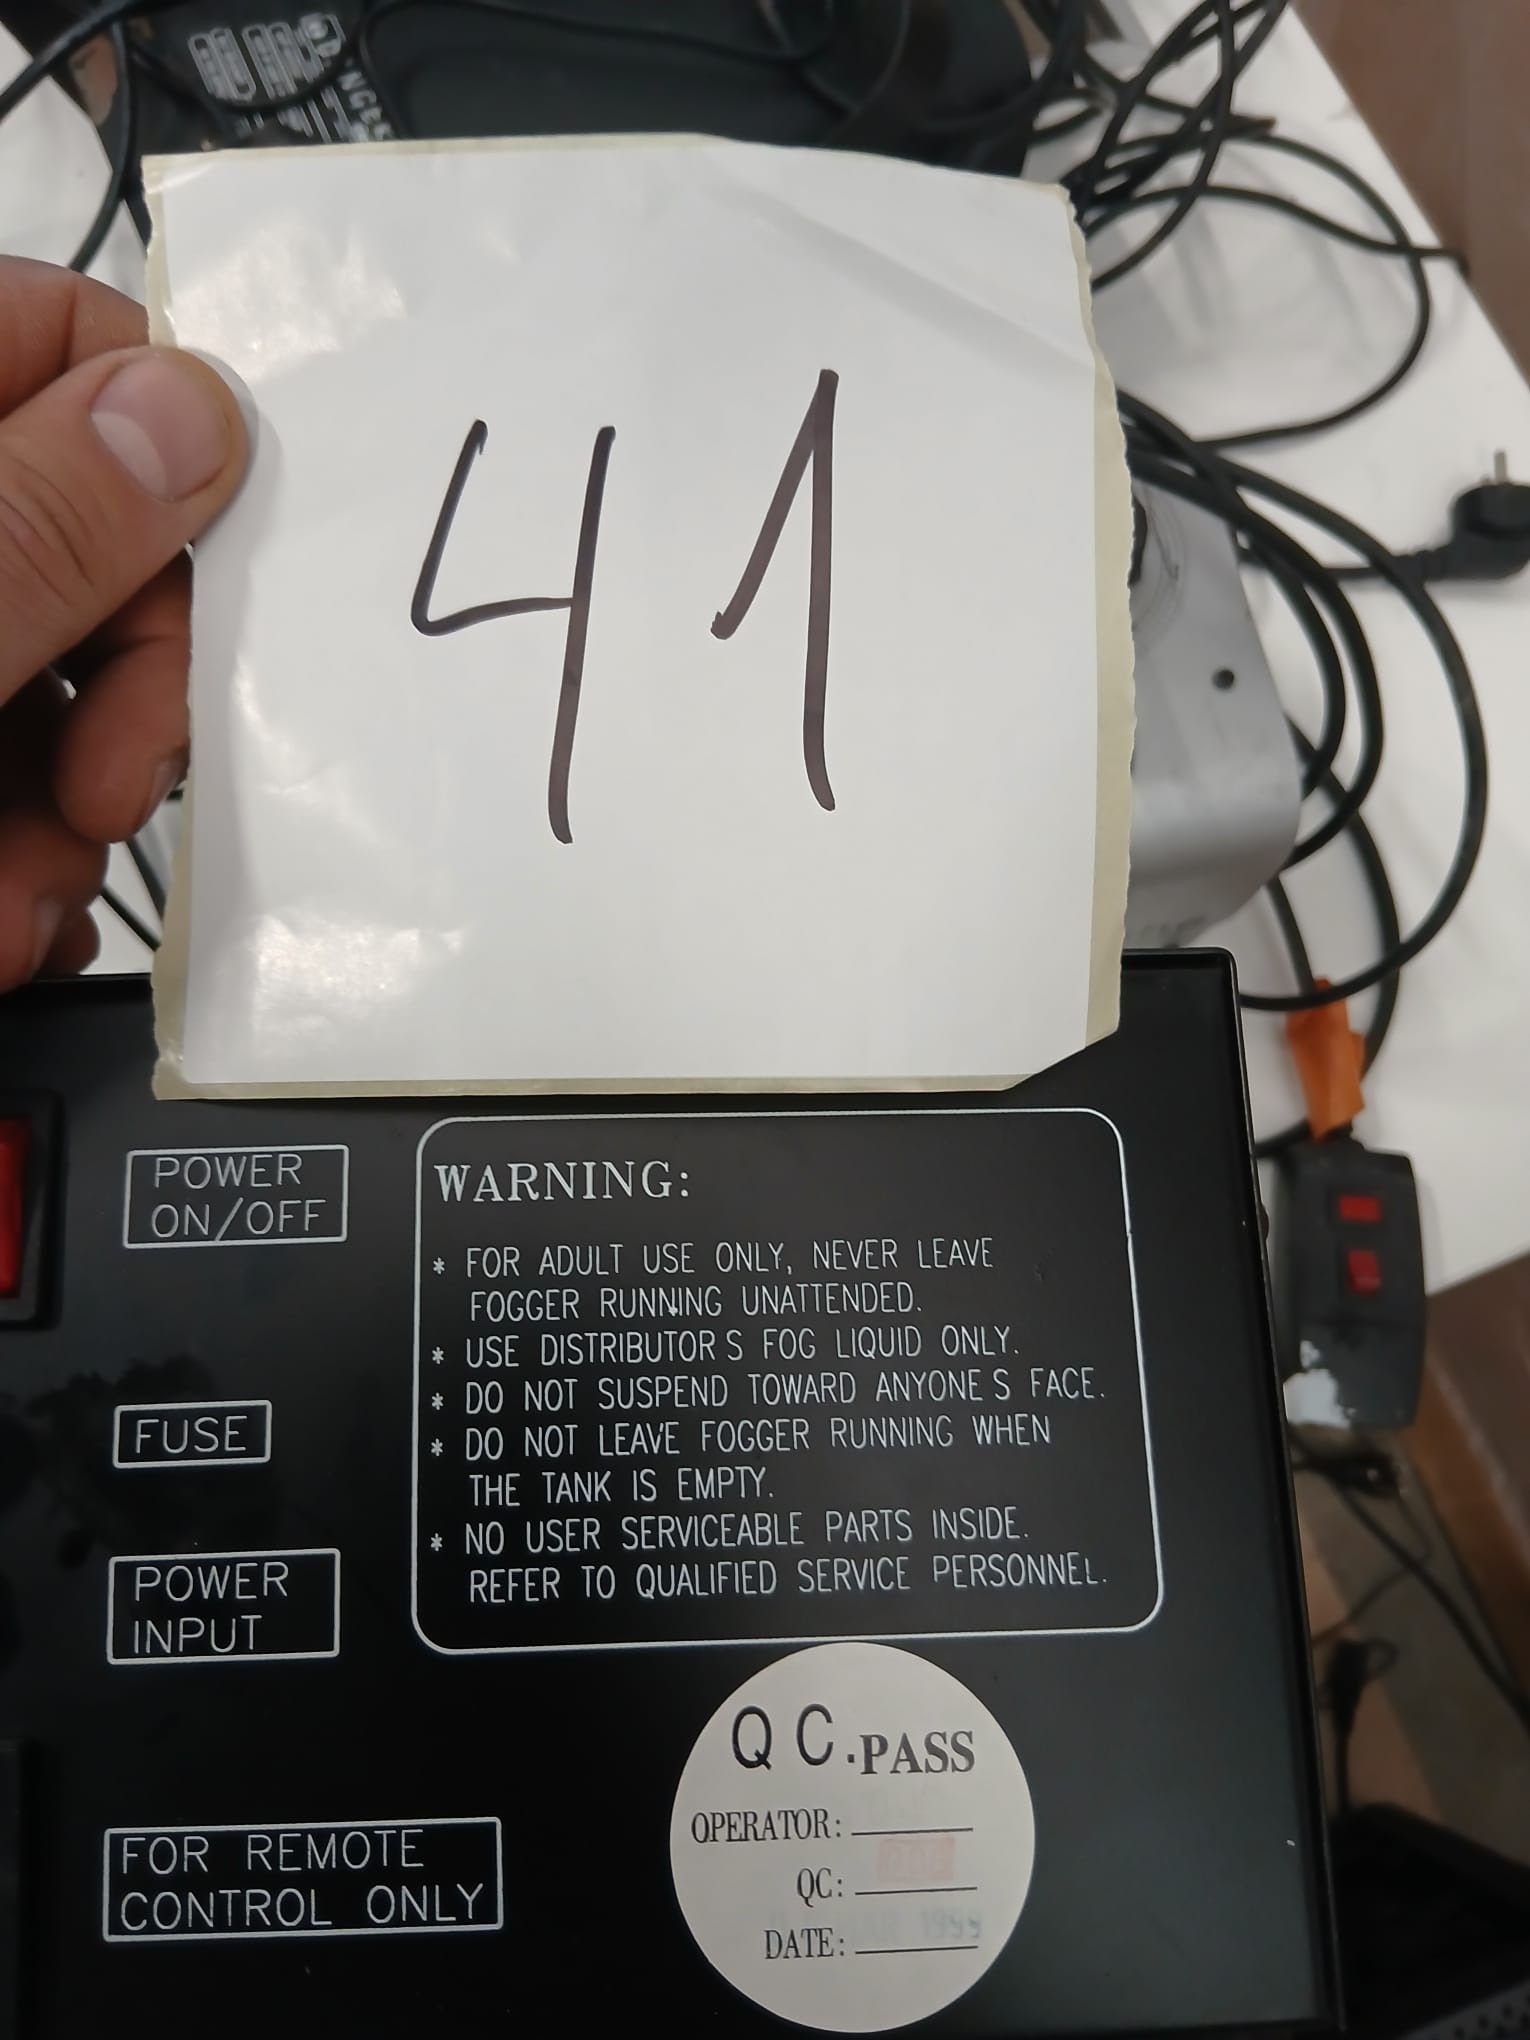 41
POWER
ON/OFF
WARNING:
* FOR ADULT USE ONLY, NEVER LEAVE
FOGGER RUNNING UNATTENDED.
* USE DISTRIBUTOR S FOG LIQUID ONLY.
* DO NOT SUSPEND TOWARD ANYONE S FACE.
* DO NOT LEAVE FOGGER RUNNING WHEN
THE TANK IS EMPTY.
* NO USER SERVICEABLE PARTS INSIDE.
REFER TO QUALIFIED SERVICE PERSONNEL.
FUSE
POWER
INPUT
FOR REMOTE
CONTROL ONLY
Q C.PASS
OPERATOR:
QC:
DATE: 1999